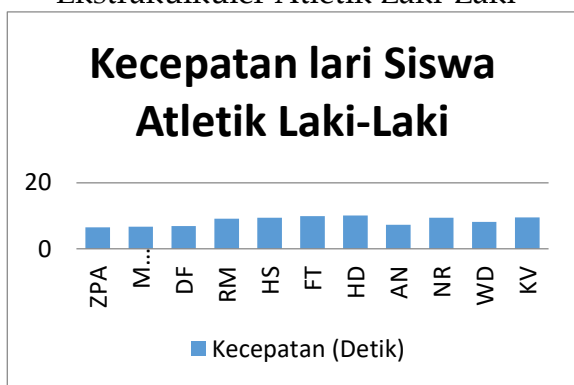 Kecepatan lari Siswa
Atletik Laki-Laki
20
0
ZPA
M...
DF
RM
HS
FT
HD
AN
NR
WD
KV
Kecepatan (Detik)